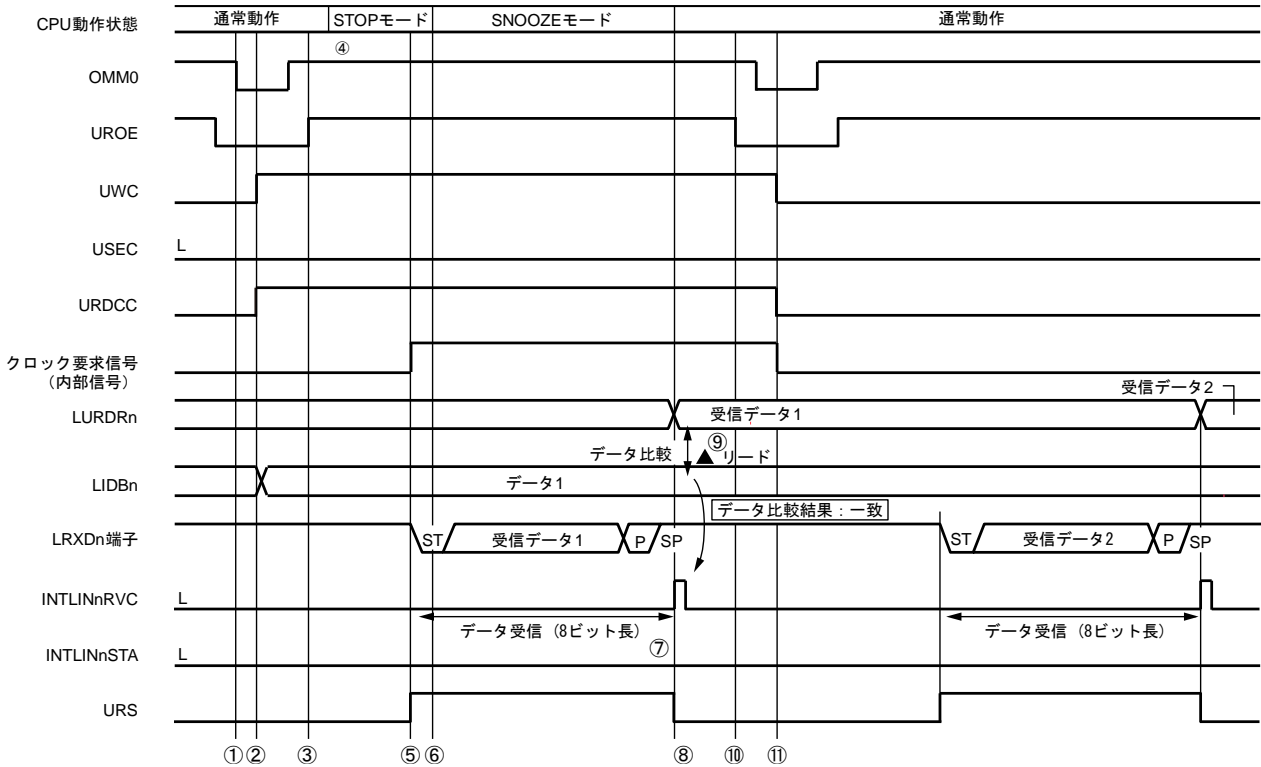 CPU動作状態
通常動作
STOPモード
SNOOZEモード
通常動作
④
OMM0
UROE
UWC
USEC
L
URDCC
クロック要求信号
（内部信号）
受信データ2
LURDRn
受信データ1
データ比較
⑨
▲ リード
LIDBn
データ1
データ比較結果：一致
LRXDn端子
ST
受信データ1
P
SP
ST
受信データ2
P
SP
INTLINnRVC
L
データ受信（8ビット長）
データ受信（8ビット長）
INTLINnSTA
L
⑦
URS
① ② ③ ⑤ ⑥ ⑧ ⑩ ⑪